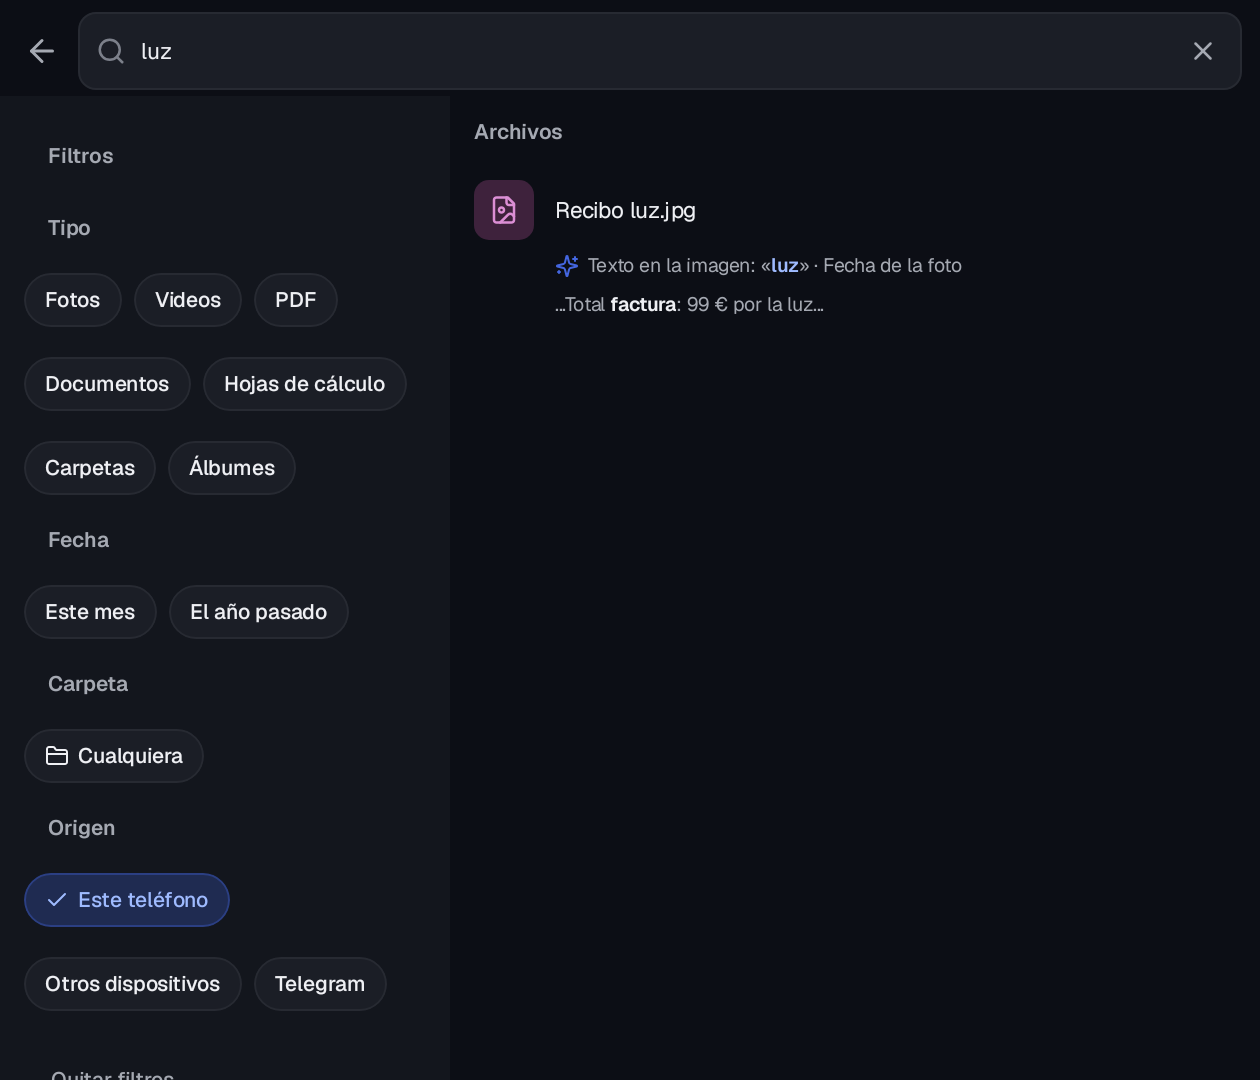 luz
Filtros
Tipo
Fotos
Videos
PDF
Documentos
Hojas de cálculo
Carpetas
Álbumes
Fecha
Este mes
El año pasado
Carpeta
Cualquiera
Origen
Este teléfono
Otros dispositivos
Telegram
Quitar filtros
Archivos
Recibo luz.jpg
Texto en la imagen: «luz» · Fecha de la foto
...Total factura: 99 € por la luz...